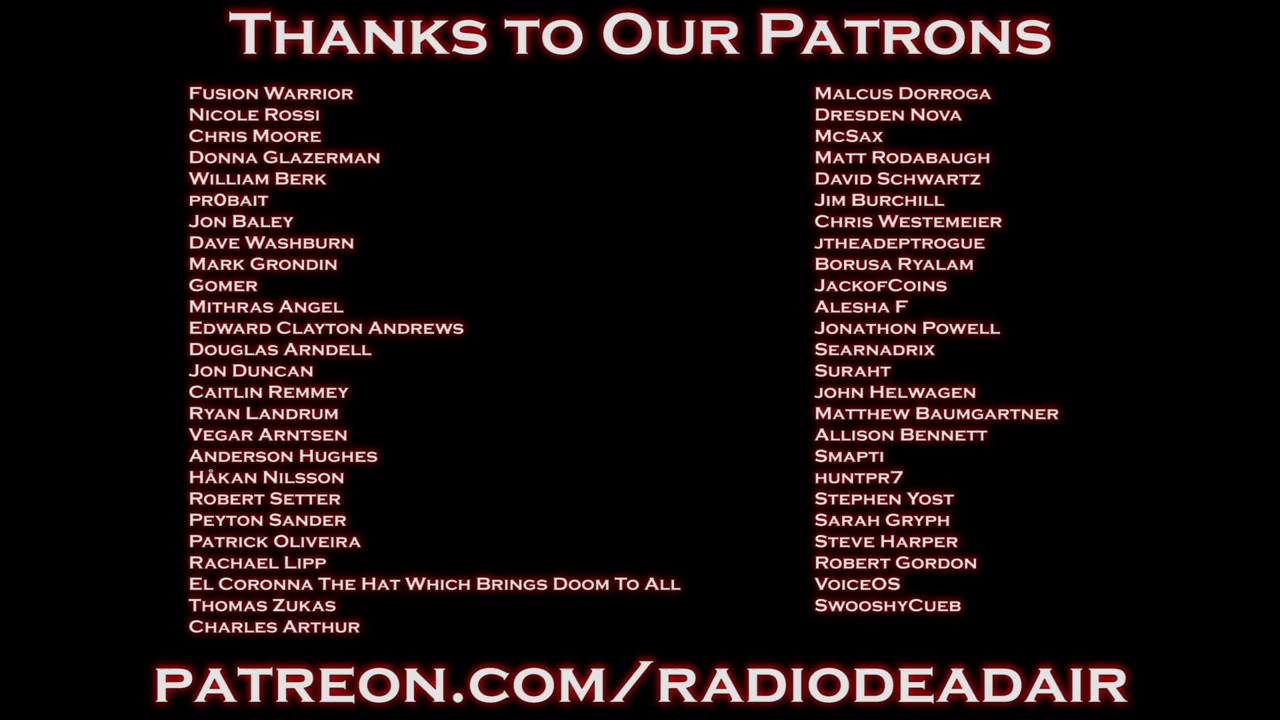 Thanks to Our Patrons
Fusion Warrior
Nicole Rossi
Chris Moore
Donna Glazerman
William Berk
pr0bait
Jon Baley
Dave Washburn
Mark Grondin
Gomer
Mithras Angel
Edward Clayton Andrews
Douglas Arndell
Jon Duncan
Caitlin Remmey
Ryan Landrum
Vegar Arntsen
Anderson Hughes
Håkan Nilsson
Robert Setter
Peyton Sander
Patrick Oliveira
Rachael Lipp
El Coronna The Hat Which Brings Doom To All
Thomas Zukas
Charles Arthur
Malcus Dorroga
Dresden Nova
McSax
Matt Rodabaugh
David Schwartz
Jim Burchill
Chris Westemeier
jtheadeptrogue
Borusa Ryalam
JackofCoins
Alesha F
Jonathon Powell
Searnadrix
Suraht
john Helwagen
Matthew Baumgartner
Allison Bennett
Smapti
huntpr7
Stephen Yost
Sarah Gryph
Steve Harper
Robert Gordon
VoiceOS
SwooshyCueb
patreon.com/radiodeadair